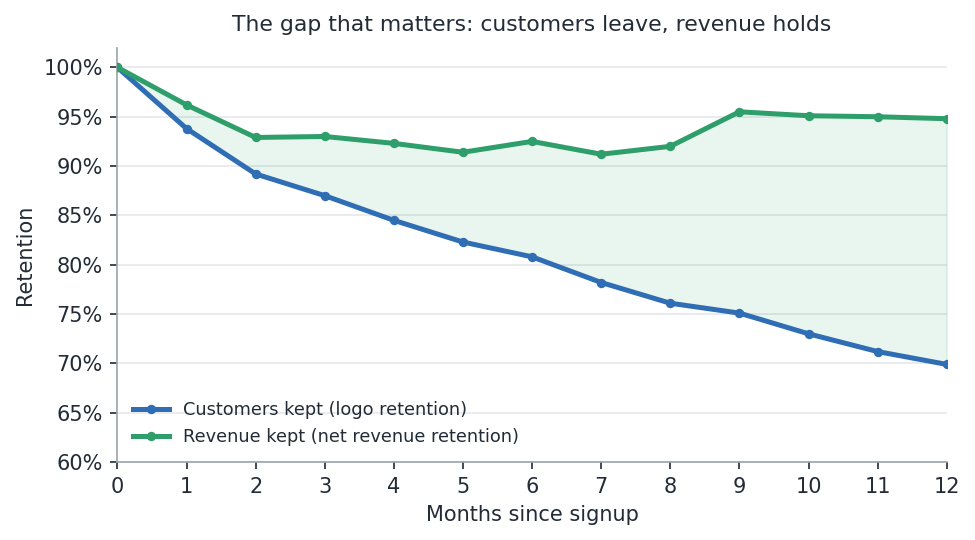 The gap that matters: customers leave, revenue holds
100%
95%
90%
85%
80%
75%
70%
65%
60%
Retention
Customers kept (logo retention)
Revenue kept (net revenue retention)
0 1 2 3 4 5 6 7 8 9 10 11 12
Months since signup